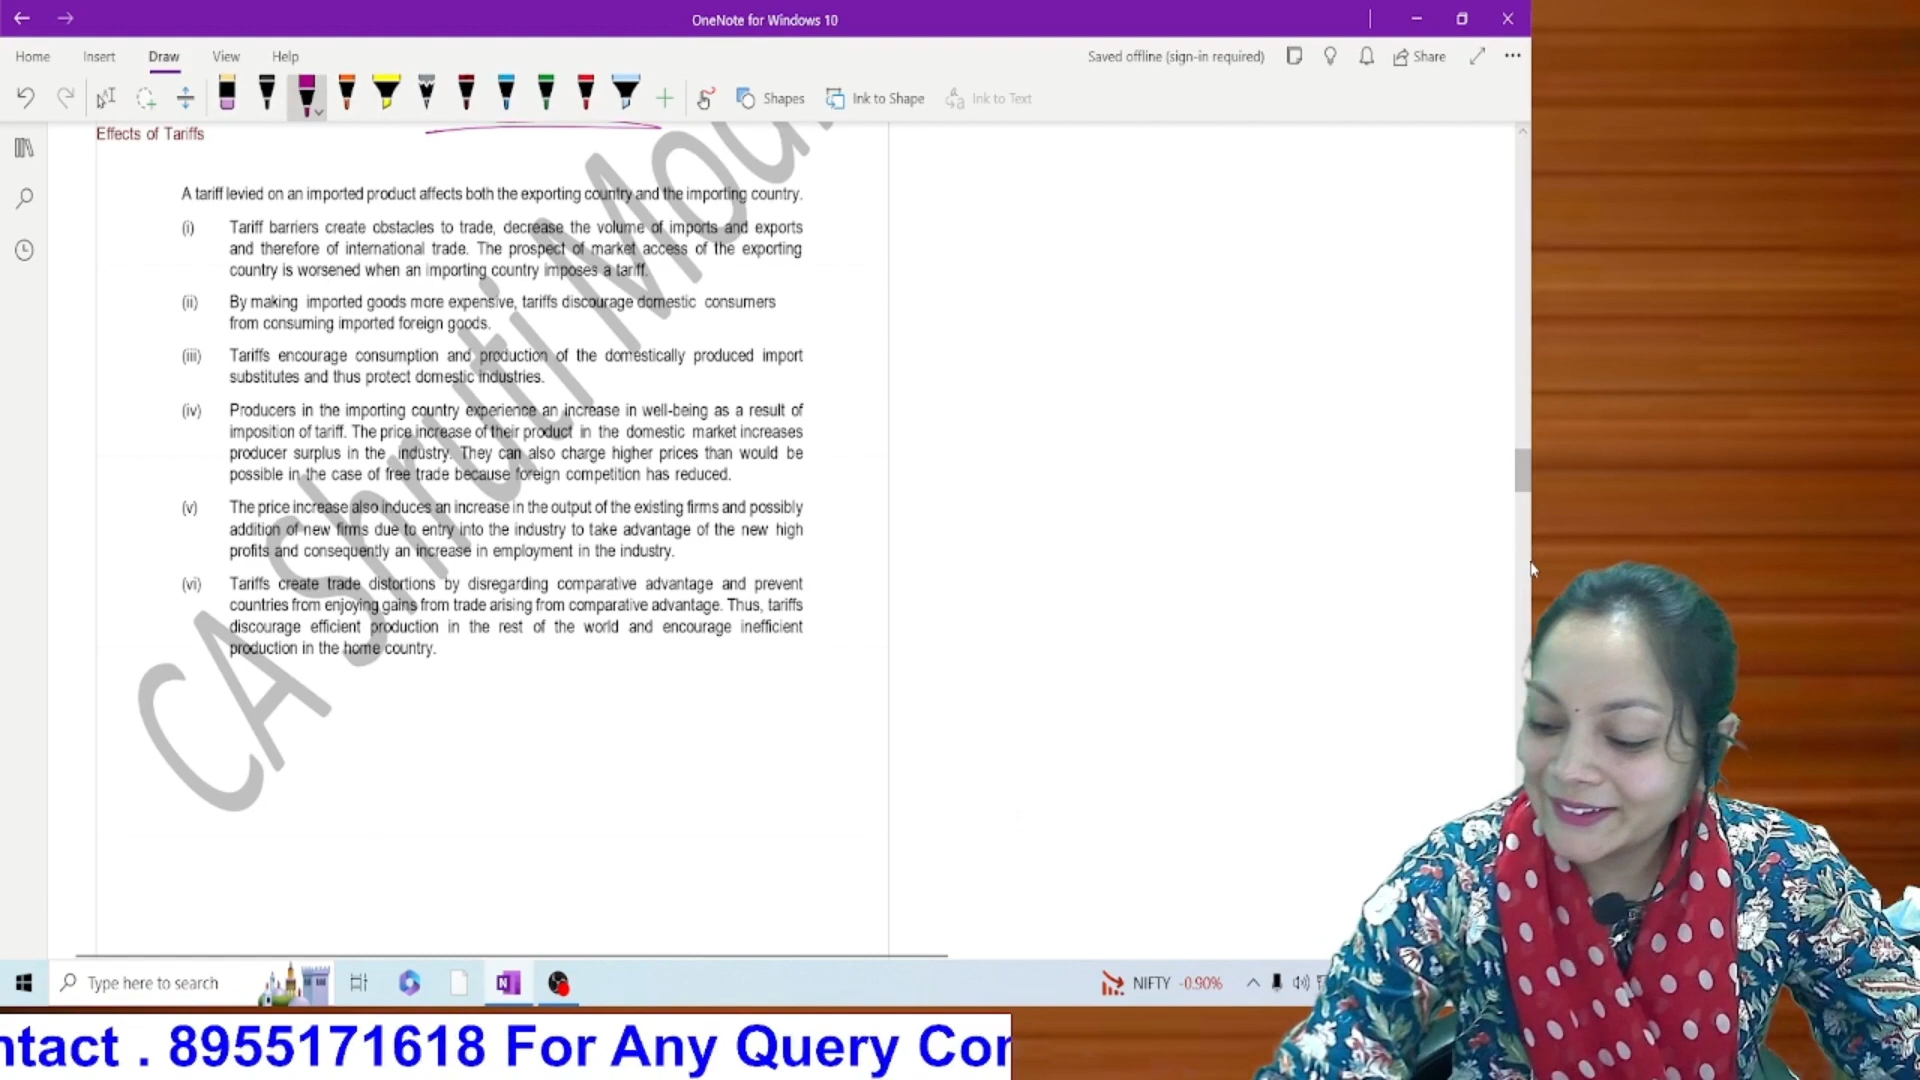 OneNote for Windows 10
Home Insert Draw View Help
Saved offline (sign-in required) Share
Shapes Ink to Shape Ink to Text
Effects of Tariffs
A tariff levied on an imported product affects both the exporting country and the importing country.
(i) Tariff barriers create obstacles to trade, decrease the volume of imports and exports
and therefore of international trade. The prospect of market access of the exporting
country is worsened when an importing country imposes a tariff.
(ii) By making imported goods more expensive, tariffs discourage domestic consumers
from consuming imported foreign goods.
(iii) Tariffs encourage consumption and production of the domestically produced import
substitutes and thus protect domestic industries.
(iv) Producers in the importing country experience an increase in well-being as a result of
imposition of tariff. The price increase of their product in the domestic market increases
producer surplus in the industry. They can also charge higher prices than would be
possible in the case of free trade because foreign competition has reduced.
(v) The price increase also induces an increase in the output of the existing firms and possibly
addition of new firms due to entry into the industry to take advantage of the new high
profits and consequently an increase in employment in the industry.
(vi) Tariffs create trade distortions by disregarding comparative advantage and prevent
countries from enjoying gains from trade arising from comparative advantage. Thus, tariffs
discourage efficient production in the rest of the world and encourage inefficient
production in the home country.
CA Shruti
Type here to search
NIFTY -0.90%
ntact . 8955171618 For Any Query Con